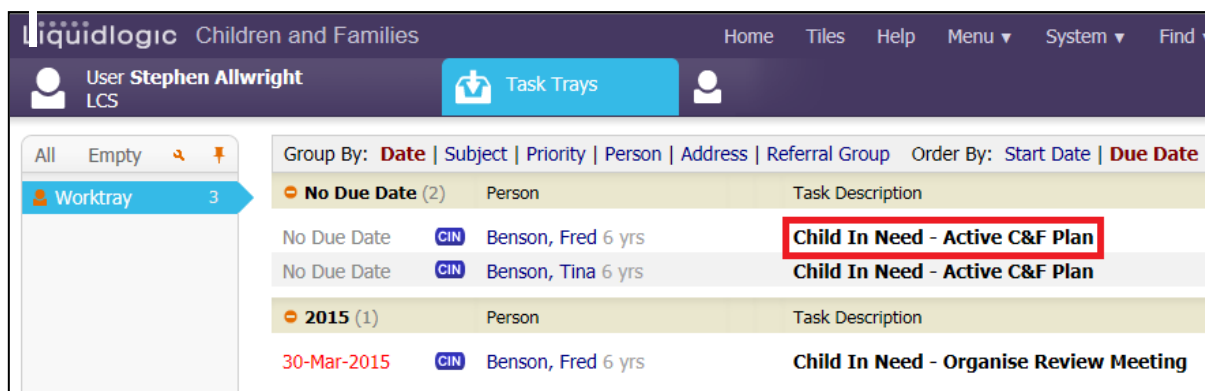 Liquidlogic Children and Families Home Tiles Help Menu ▾ System ▾ Find
User Stephen Allwright
LCS
Task Trays
All Empty
Group By: Date | Subject | Priority | Person | Address | Referral Group Order By: Start Date | Due Date
Worktray 3
No Due Date (2) Person Task Description
No Due Date CIN Benson, Fred 6 yrs Child In Need - Active C&F Plan
No Due Date CIN Benson, Tina 6 yrs Child In Need - Active C&F Plan
2015 (1) Person Task Description
30-Mar-2015 CIN Benson, Fred 6 yrs Child In Need - Organise Review Meeting